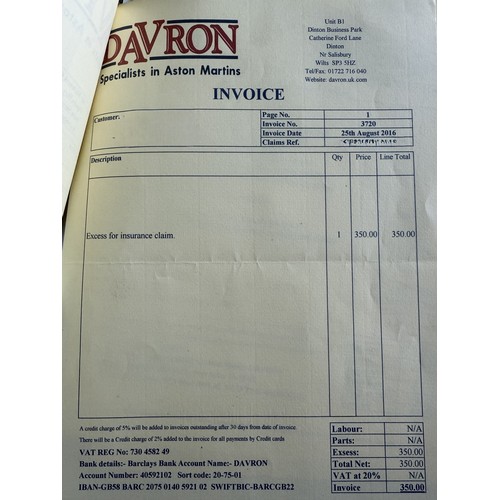 DAVRON
Specialists in Aston Martins
Unit B1
Dinton Business Park
Catherine Ford Lane
Dinton
Nr Salisbury
Wilts SP3 5HZ
Tel/Fax: 01722 716 040
Website: davron.uk.com
INVOICE
Customer.
Page No. 1
Invoice No. 3720
Invoice Date 25th August 2016
Claims Ref.
Description Qty Price Line Total
Excess for insurance claim. 1 350.00 350.00
A credit charge of 5% will be added to invoices outstanding after 30 days from date of invoice.
There will be a Credit charge of 2% added to the invoice for all payments by Credit cards
VAT REG No: 730 4582 49
Bank details:- Barclays Bank Account Name:- DAVRON
Account Number: 40592102 Sort code: 20-75-01
IBAN-GB58 BARC 2075 0140 5921 02 SWIFTBIC-BARCGB22
Labour: N/A
Parts: N/A
Exsess: 350.00
Total Net: 350.00
VAT at 20% N/A
Invoice 350.00